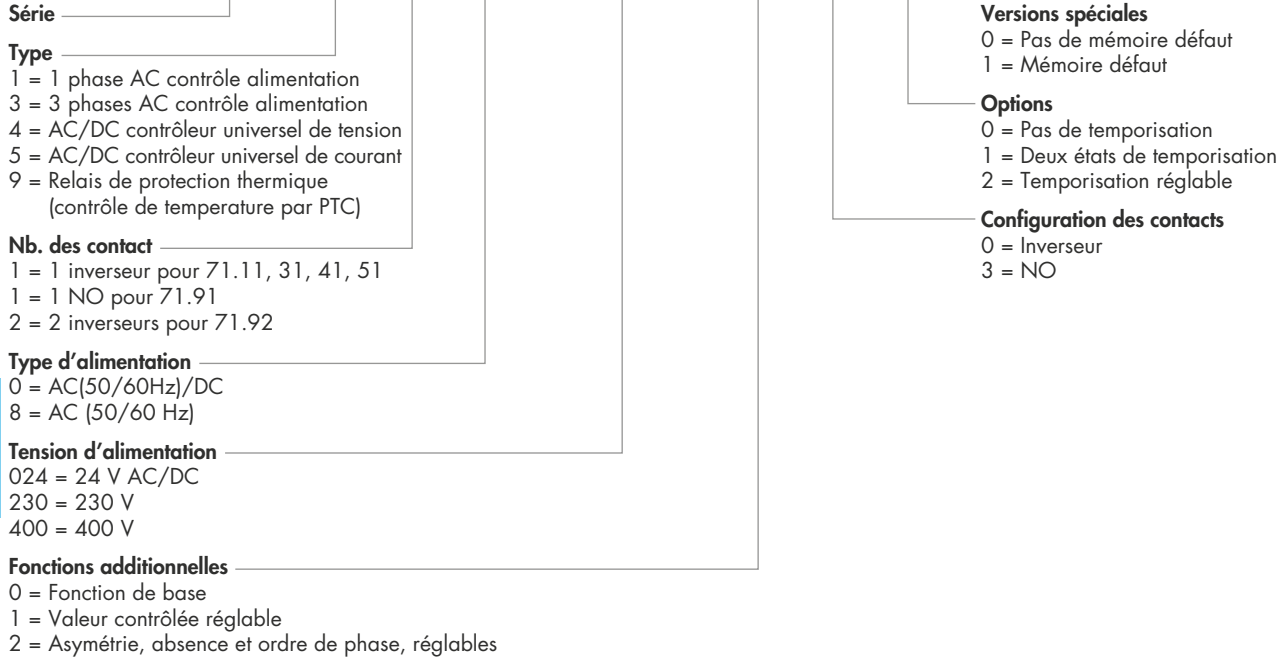 Série
Type
1 = 1 phase AC contrôle alimentation
3 = 3 phases AC contrôle alimentation
4 = AC/DC contrôleur universel de tension
5 = AC/DC contrôleur universel de courant
9 = Relais de protection thermique
(contrôle de temperature par PTC)
Nb. des contact
1 = 1 inverseur pour 71.11, 31, 41, 51
1 = 1 NO pour 71.91
2 = 2 inverseurs pour 71.92
Type d’alimentation
0 = AC(50/60Hz)/DC
8 = AC (50/60 Hz)
Tension d’alimentation
024 = 24 V AC/DC
230 = 230 V
400 = 400 V
Fonctions additionnelles
0 = Fonction de base
1 = Valeur contrôlée réglable
2 = Asymétrie, absence et ordre de phase, réglables
Versions spéciales
0 = Pas de mémoire défaut
1 = Mémoire défaut
Options
0 = Pas de temporisation
1 = Deux états de temporisation
2 = Temporisation réglable
Configuration des contacts
0 = Inverseur
3 = NO